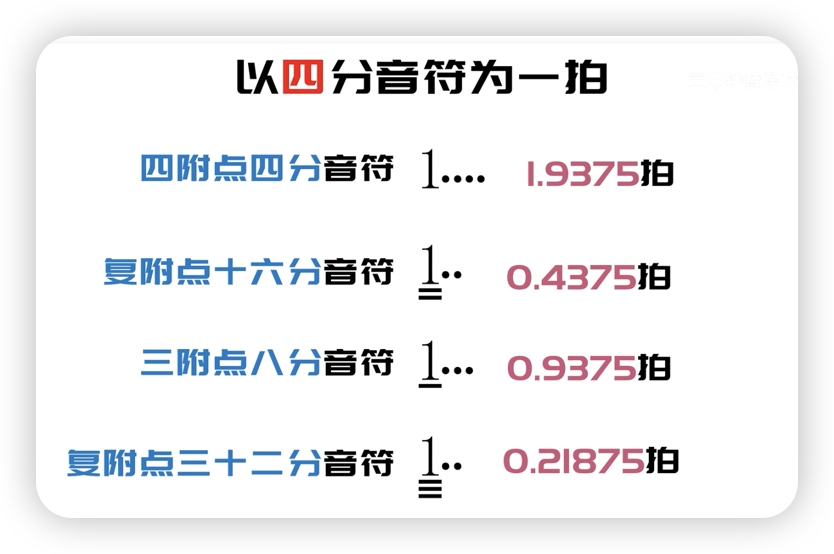 以四分音符为一拍
四附点四分音符 1.... 1.9375拍
复附点十六分音符 1.. 0.4375拍
三附点八分音符 1... 0.9375拍
复附点三十二分音符 1.. 0.21875拍